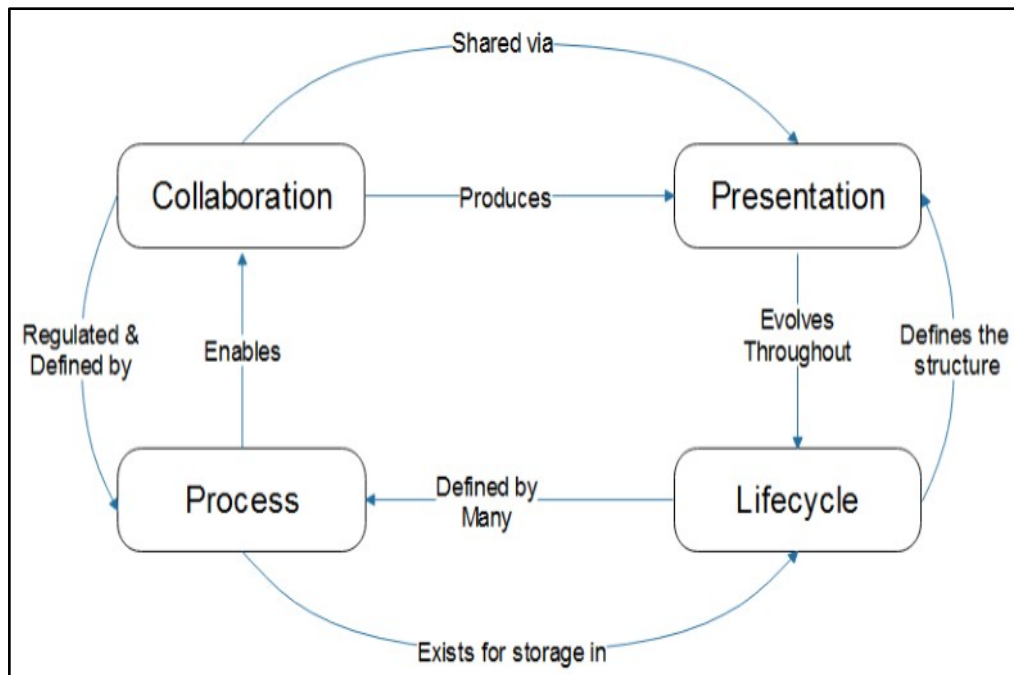 Shared via
Collaboration
Produces
Presentation
Regulated &
Defined by
Enables
Evolves
Throughout
Defines the
structure
Process
Defined by
Many
Lifecycle
Exists for storage in